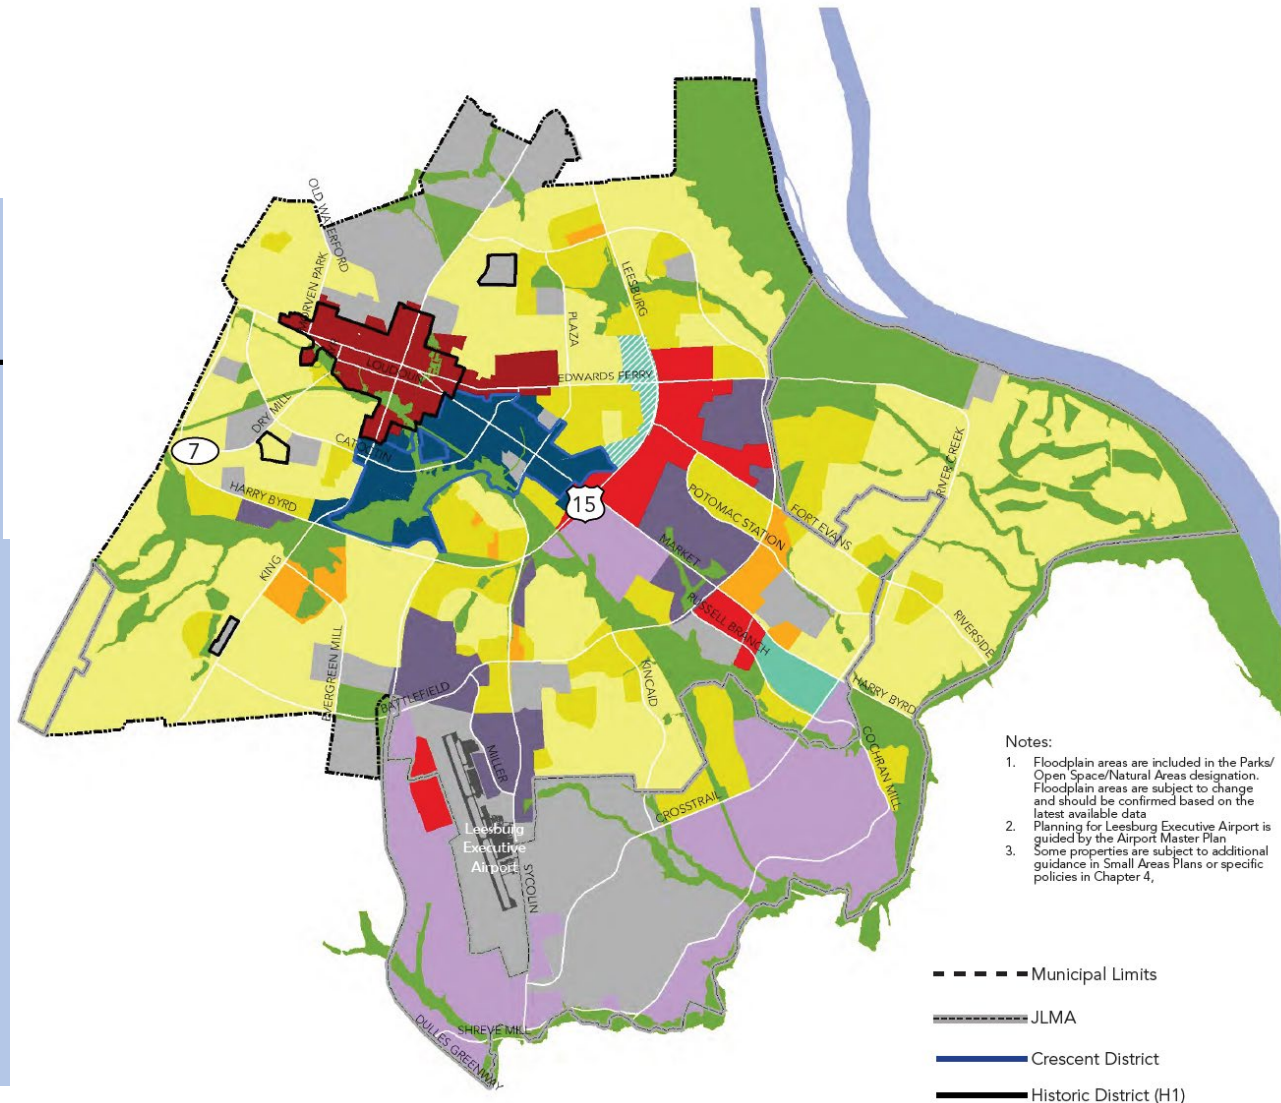 OLD WATERFORD
MORVEN PARK
LEESBURG
PLAZA
LOUDOUN
EDWARDS FERRY
DRY MILL
7
CATOCTIN
HARRY BYRD
15
RIVER CREEK
POTOMAC STATION
FORT EVANS
MARKET
KING
RUSSELL BRANCH
RIVERSIDE
EVERGREEN MILL
KINCAID
BATTLEFIELD
HARRY BYRD
MILLER
COCHRAN MILL
CROSSTRAIL
Leesburg
Executive
Airport
SYCOLIN
SHREVE MILL
DULLES GREENWAY
Notes:
1. Floodplain areas are included in the Parks/
Open Space/Natural Areas designation.
Floodplain areas are subject to change
and should be confirmed based on the
latest available data
2. Planning for Leesburg Executive Airport is
guided by the Airport Master Plan
3. Some properties are subject to additional
guidance in Small Areas Plans or specific
policies in Chapter 4,
Municipal Limits
JLMA
Crescent District
Historic District (H1)